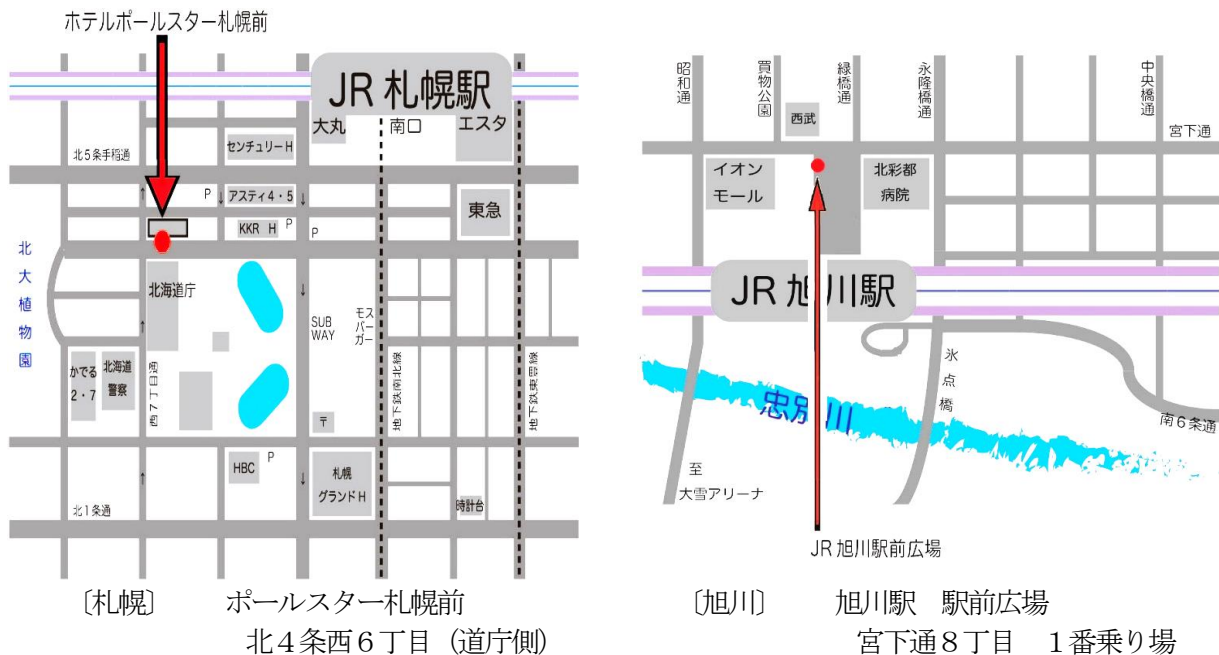 ホテルポールスター札幌前
JR 札幌駅
大丸
南口
エスタ
センチュリーH
北5条手稲通
P
アスティ4・5
KKR H
P
P
東急
北大植物園
北海道庁
SUB
WAY
モスバーガー
かでる
2・7
北海道
警察
西7丁目通
地下鉄南北線
地下鉄東豊線
〒
HBC
P
札幌
グランドH
時計台
北1条通
〔札幌〕 ポールスター札幌前
北4条西6丁目（道庁側）
昭和通
買物公園
緑橋通
永隆橋通
中央橋通
西武
宮下通
イオン
モール
北彩都
病院
JR 旭川駅
忠別川
氷点橋
南6条通
至
大雪アリーナ
JR 旭川駅前広場
〔旭川〕 旭川駅 駅前広場
宮下通8丁目 1番乗り場